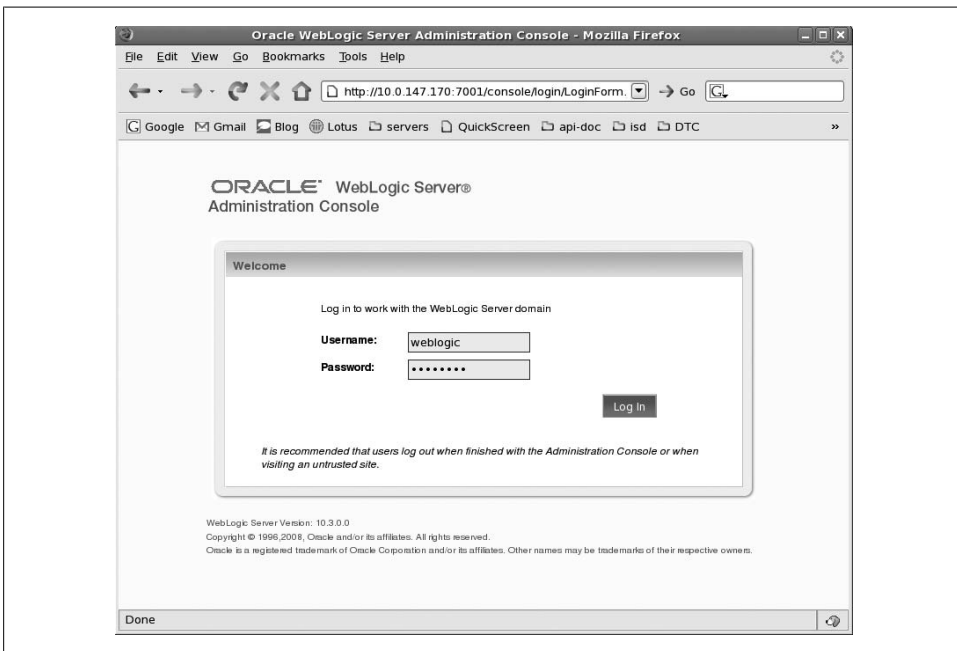 Oracle WebLogic Server Administration Console - Mozilla Firefox
File Edit View Go Bookmarks Tools Help
http://10.0.147.170:7001/console/login/LoginForm. Go G
G Google Gmail Blog Lotus servers QuickScreen api-doc isd DTC »
ORACLE® WebLogic Server®
Administration Console
Welcome
Log in to work with the WebLogic Server domain
Username: weblogic
Password: ••••••••
Log In
It is recommended that users log out when finished with the Administration Console or when
visiting an untrusted site.
WebLogic Server Version: 10.3.0.0
Copyright © 1996,2008, Oracle and/or its affiliates. All rights reserved.
Oracle is a registered trademark of Oracle Corporation and/or its affiliates. Other names may be trademarks of their respective owners.
Done